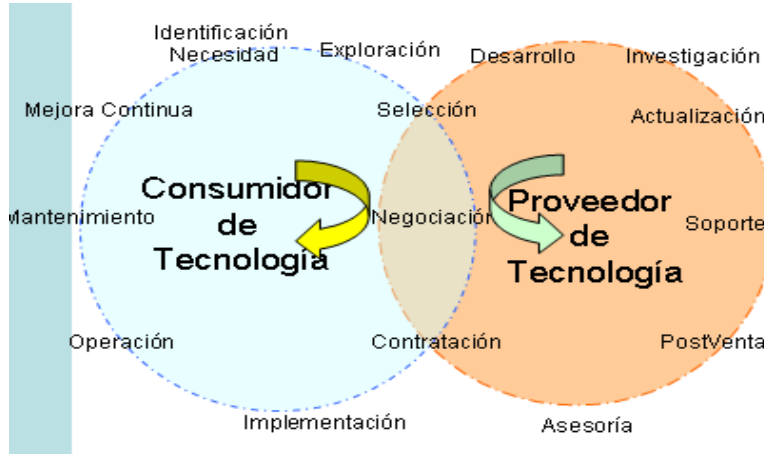 Identificación
Necesidad
Exploración
Desarrollo
Investigación
Mejora Continua
Selección
Actualización
Consumidor
de
Tecnología
Proveedor
de
Tecnología
Mantenimiento
Negociación
Soporte
Operación
Contratación
PostVenta
Implementación
Asesoría